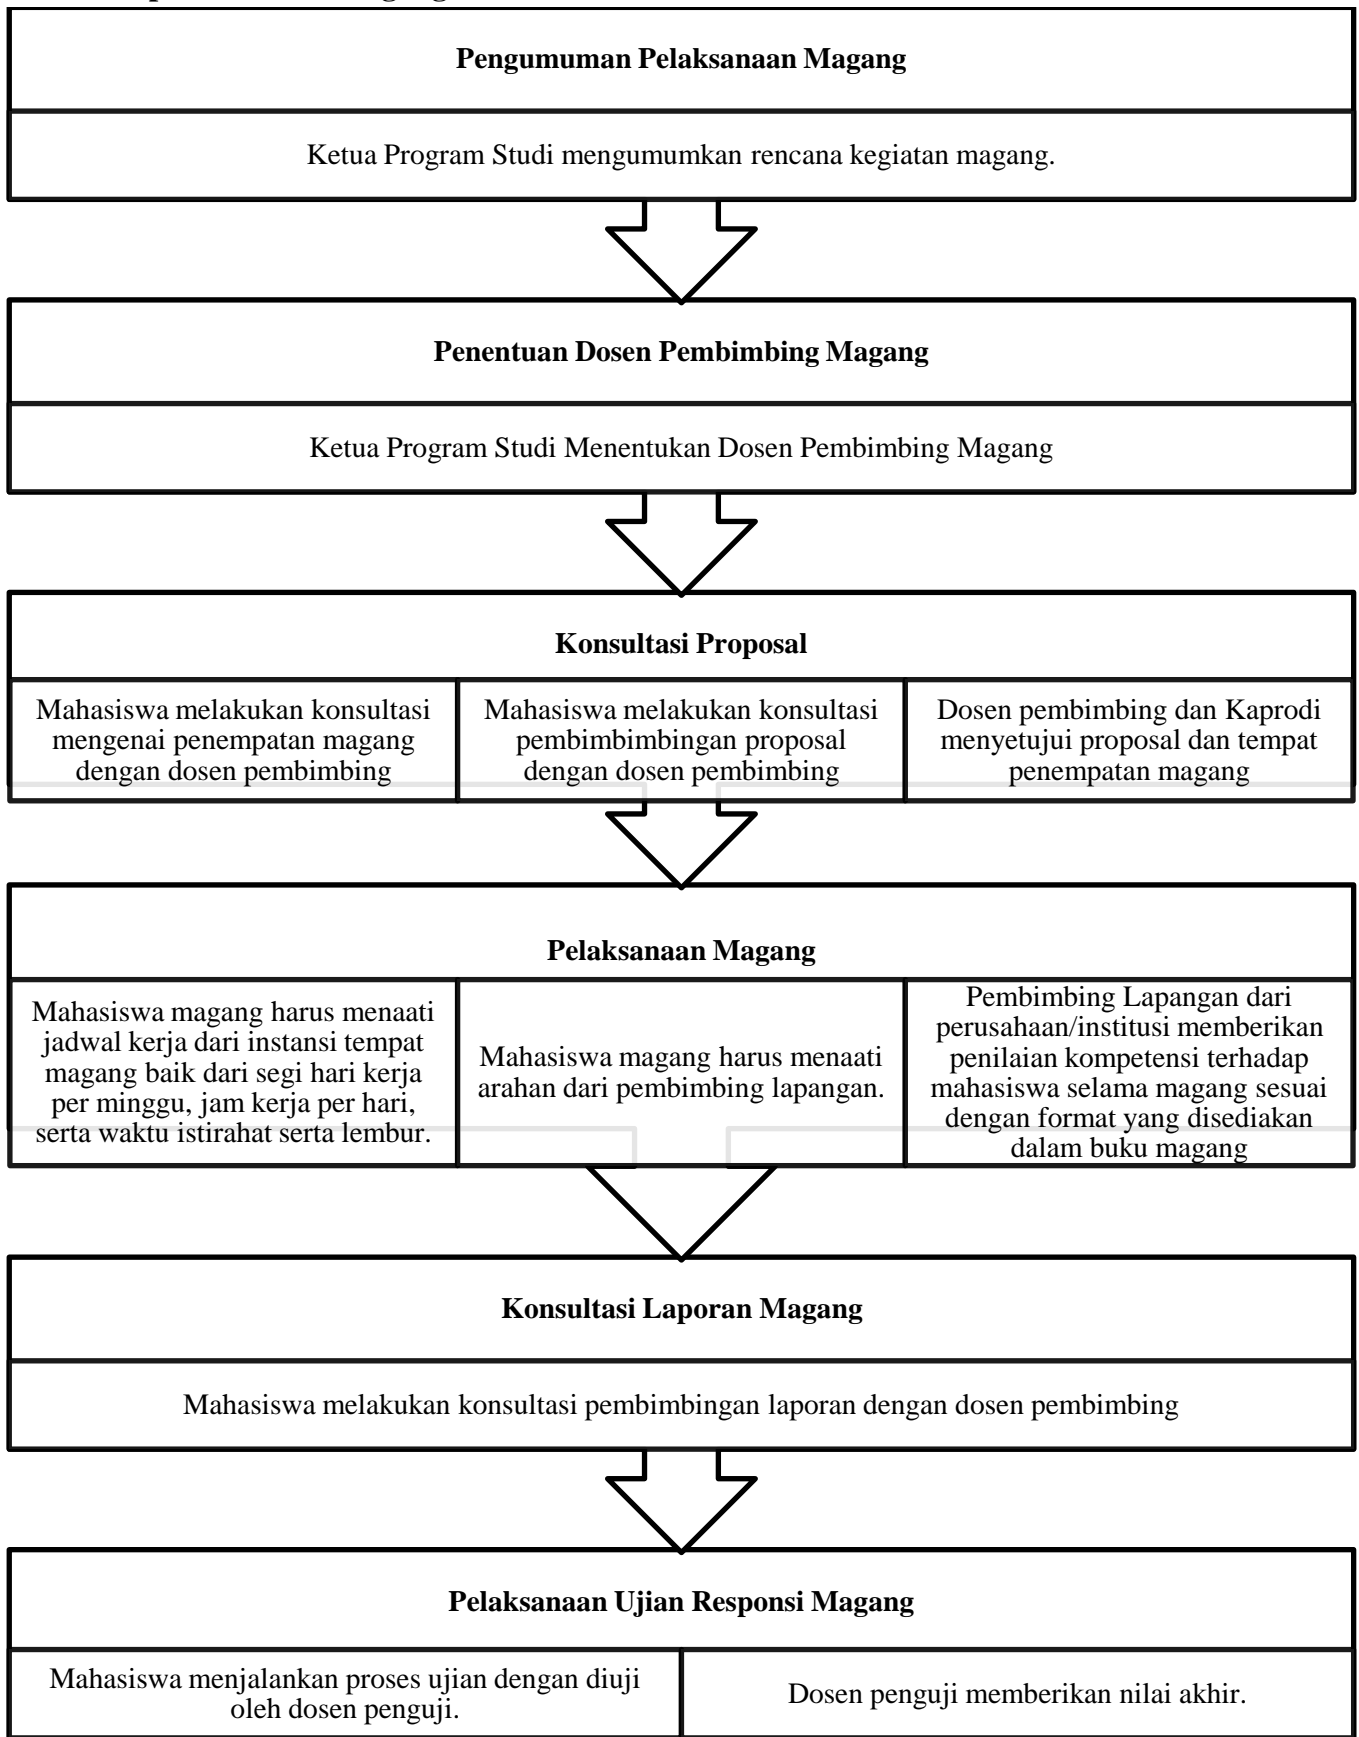 Pengumuman Pelaksanaan Magang
Ketua Program Studi mengumumkan rencana kegiatan magang.
Penentuan Dosen Pembimbing Magang
Ketua Program Studi Menentukan Dosen Pembimbing Magang
Konsultasi Proposal
Mahasiswa melakukan konsultasi
mengenai penempatan magang
dengan dosen pembimbing
Mahasiswa melakukan konsultasi
pembimbimbingan proposal
dengan dosen pembimbing
Dosen pembimbing dan Kaprodi
menyetujui proposal dan tempat
penempatan magang
Pelaksanaan Magang
Mahasiswa magang harus menaati
jadwal kerja dari instansi tempat
magang baik dari segi hari kerja
per minggu, jam kerja per hari,
serta waktu istirahat serta lembur.
Mahasiswa magang harus menaati
arahan dari pembimbing lapangan.
Pembimbing Lapangan dari
perusahaan/institusi memberikan
penilaian kompetensi terhadap
mahasiswa selama magang sesuai
dengan format yang disediakan
dalam buku magang
Konsultasi Laporan Magang
Mahasiswa melakukan konsultasi pembimbingan laporan dengan dosen pembimbing
Pelaksanaan Ujian Responsi Magang
Mahasiswa menjalankan proses ujian dengan diuji
oleh dosen penguji.
Dosen penguji memberikan nilai akhir.